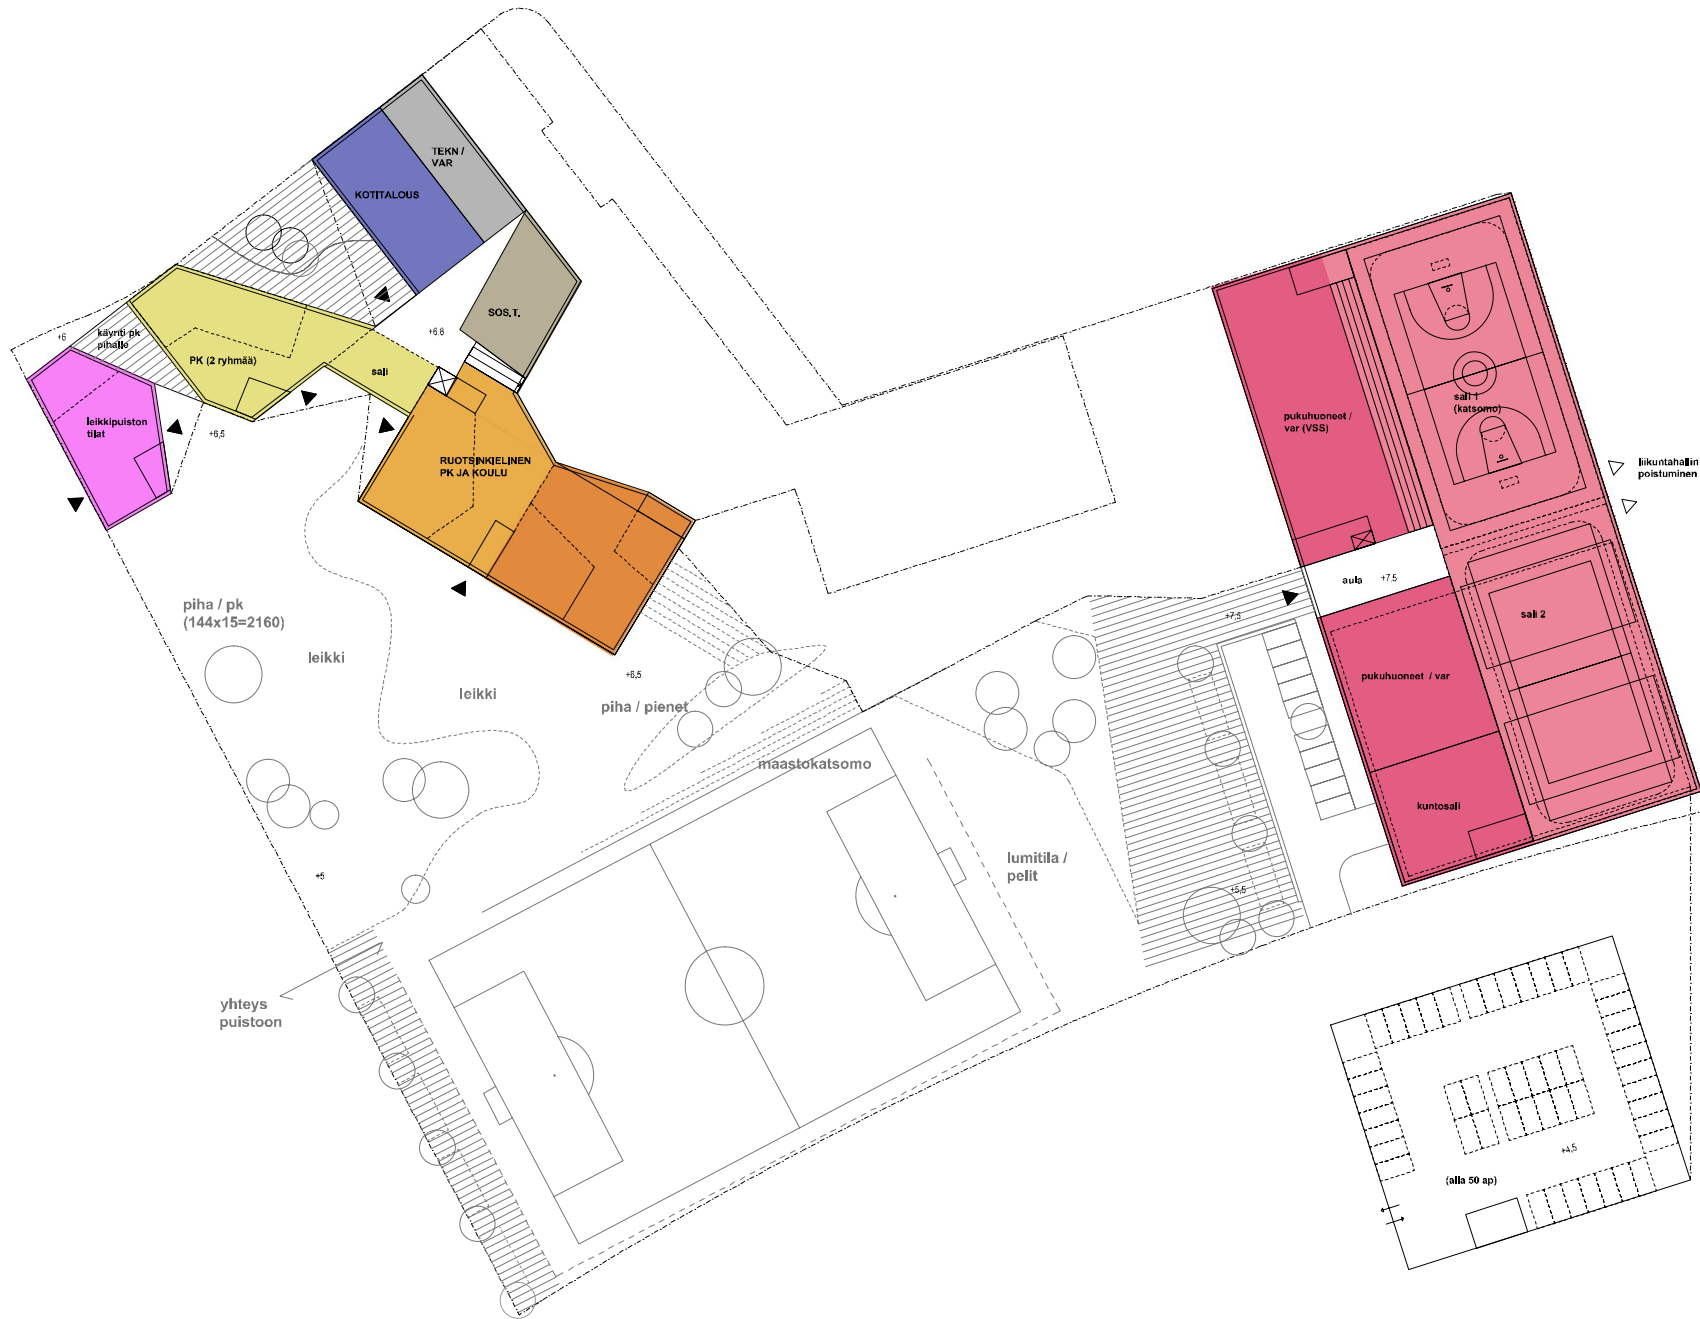 TEKN /
VAR
KOTITALOUS
SOS.T.
+6.8
+6
käynti pk
pihalle
PK (2 ryhmää)
sali
leikkipuiston
tilat
+6,5
RUOTSINKIELINEN
PK JA KOULU
piha / pk
(144x15=2160)
leikki
leikki
+6,5
piha / pienet
maastokatsomo
+5
yhteys
puistoon
lumitila /
pelit
+7,5
+5,5
pukuhuoneet /
var (VSS)
sali 1
(katsomo)
liikuntahallin
poistuminen
aula
+7,5
sali 2
pukuhuoneet / var
kuntosali
+4,5
(alla 50 ap)